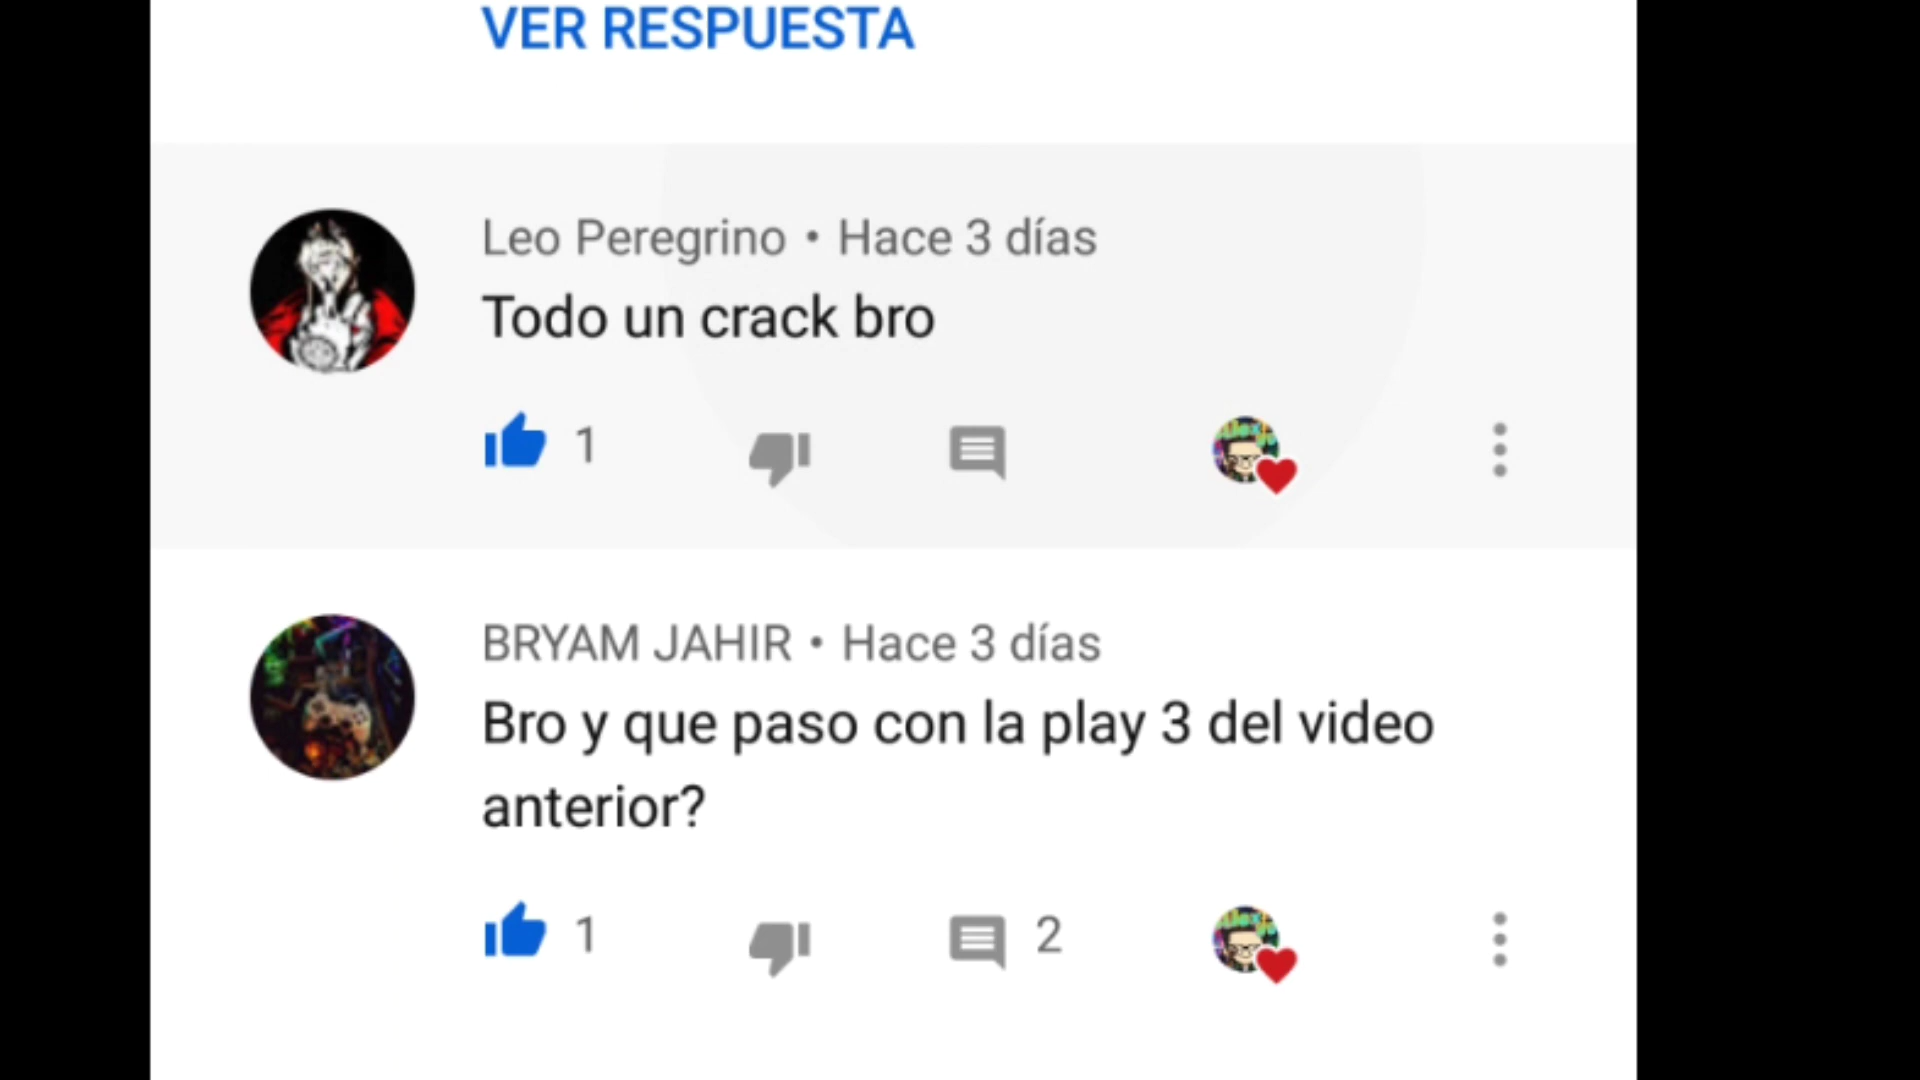 VER RESPUESTA
Leo Peregrino • Hace 3 días
Todo un crack bro
1
BRYAM JAHIR • Hace 3 días
Bro y que paso con la play 3 del video
anterior?
1 2